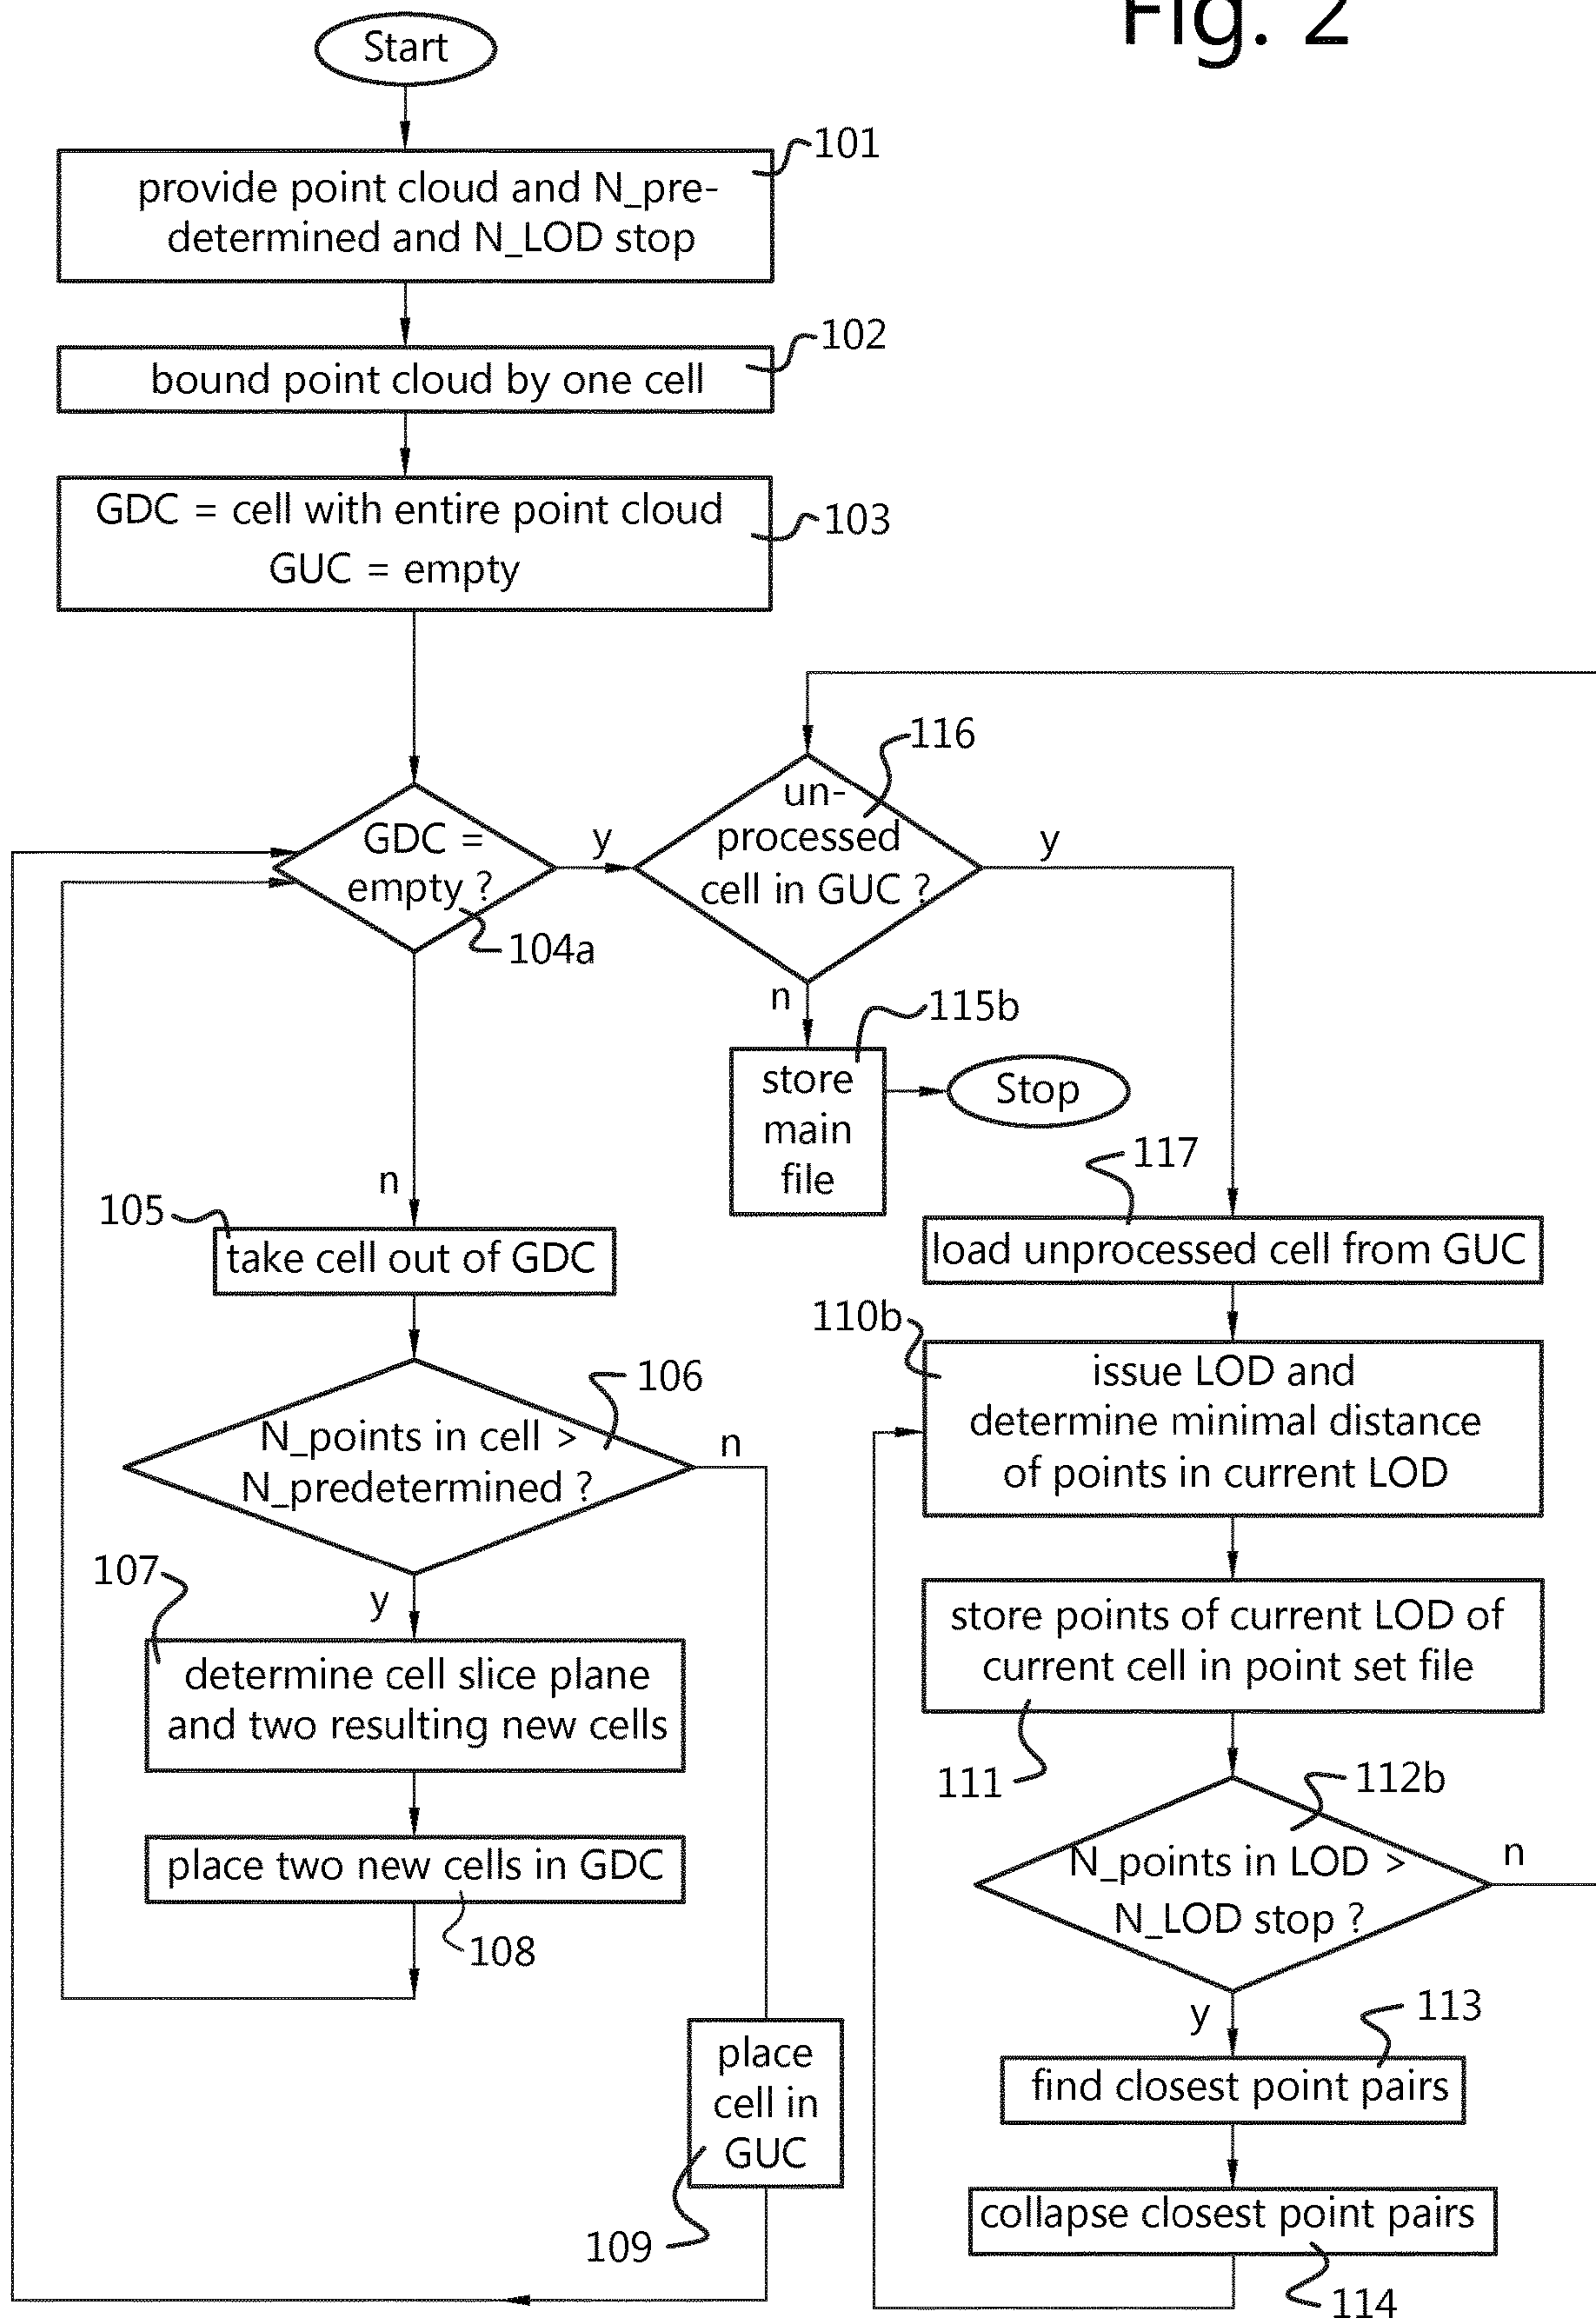 Fig. 2
Start
101
provide point cloud and N_pre-
determined and N_LOD stop
102
bound point cloud by one cell
GDC = cell with entire point cloud
GUC = empty
103
116
un-
processed
cell in GUC ?
y
y
GDC =
empty ?
104a
n
115b
store
main
file
Stop
n
105
take cell out of GDC
117
load unprocessed cell from GUC
110b
issue LOD and
determine minimal distance
of points in current LOD
106
N_points in cell >
N_predetermined ?
n
y
107
determine cell slice plane
and two resulting new cells
store points of current LOD of
current cell in point set file
111
place two new cells in GDC
108
112b
N_points in LOD >
N_LOD stop ?
n
y
113
find closest point pairs
place
cell in
GUC
109
collapse closest point pairs
114